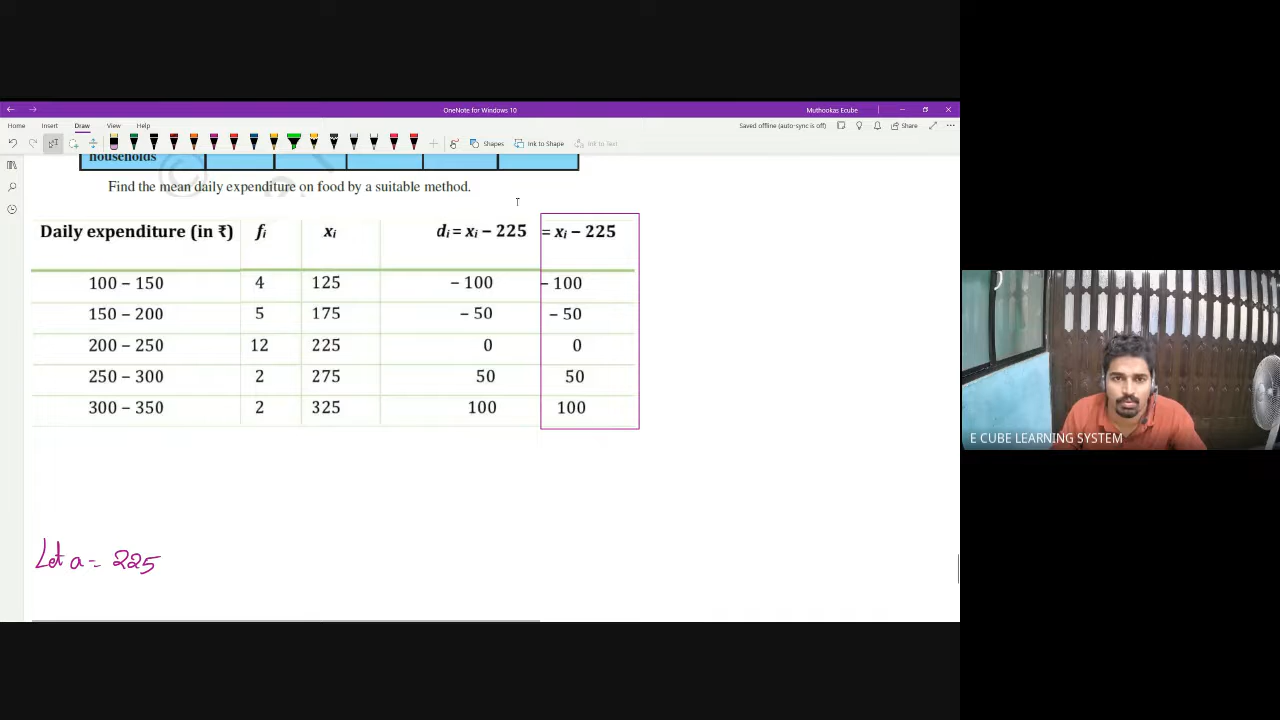 OneNote for Windows 10
Muthookas Ecube
Home Insert Draw View Help
Saved offline (auto-sync is off)
Share
Shapes
Ink to Shape
Ink to Text
households
Find the mean daily expenditure on food by a suitable method.
Daily expenditure (in ₹) fᵢ xᵢ dᵢ = xᵢ – 225 = xᵢ – 225
100 – 150 4 125 – 100 – 100
150 – 200 5 175 – 50 – 50
200 – 250 12 225 0 0
250 – 300 2 275 50 50
300 – 350 2 325 100 100
Let a = 225
E CUBE LEARNING SYSTEM